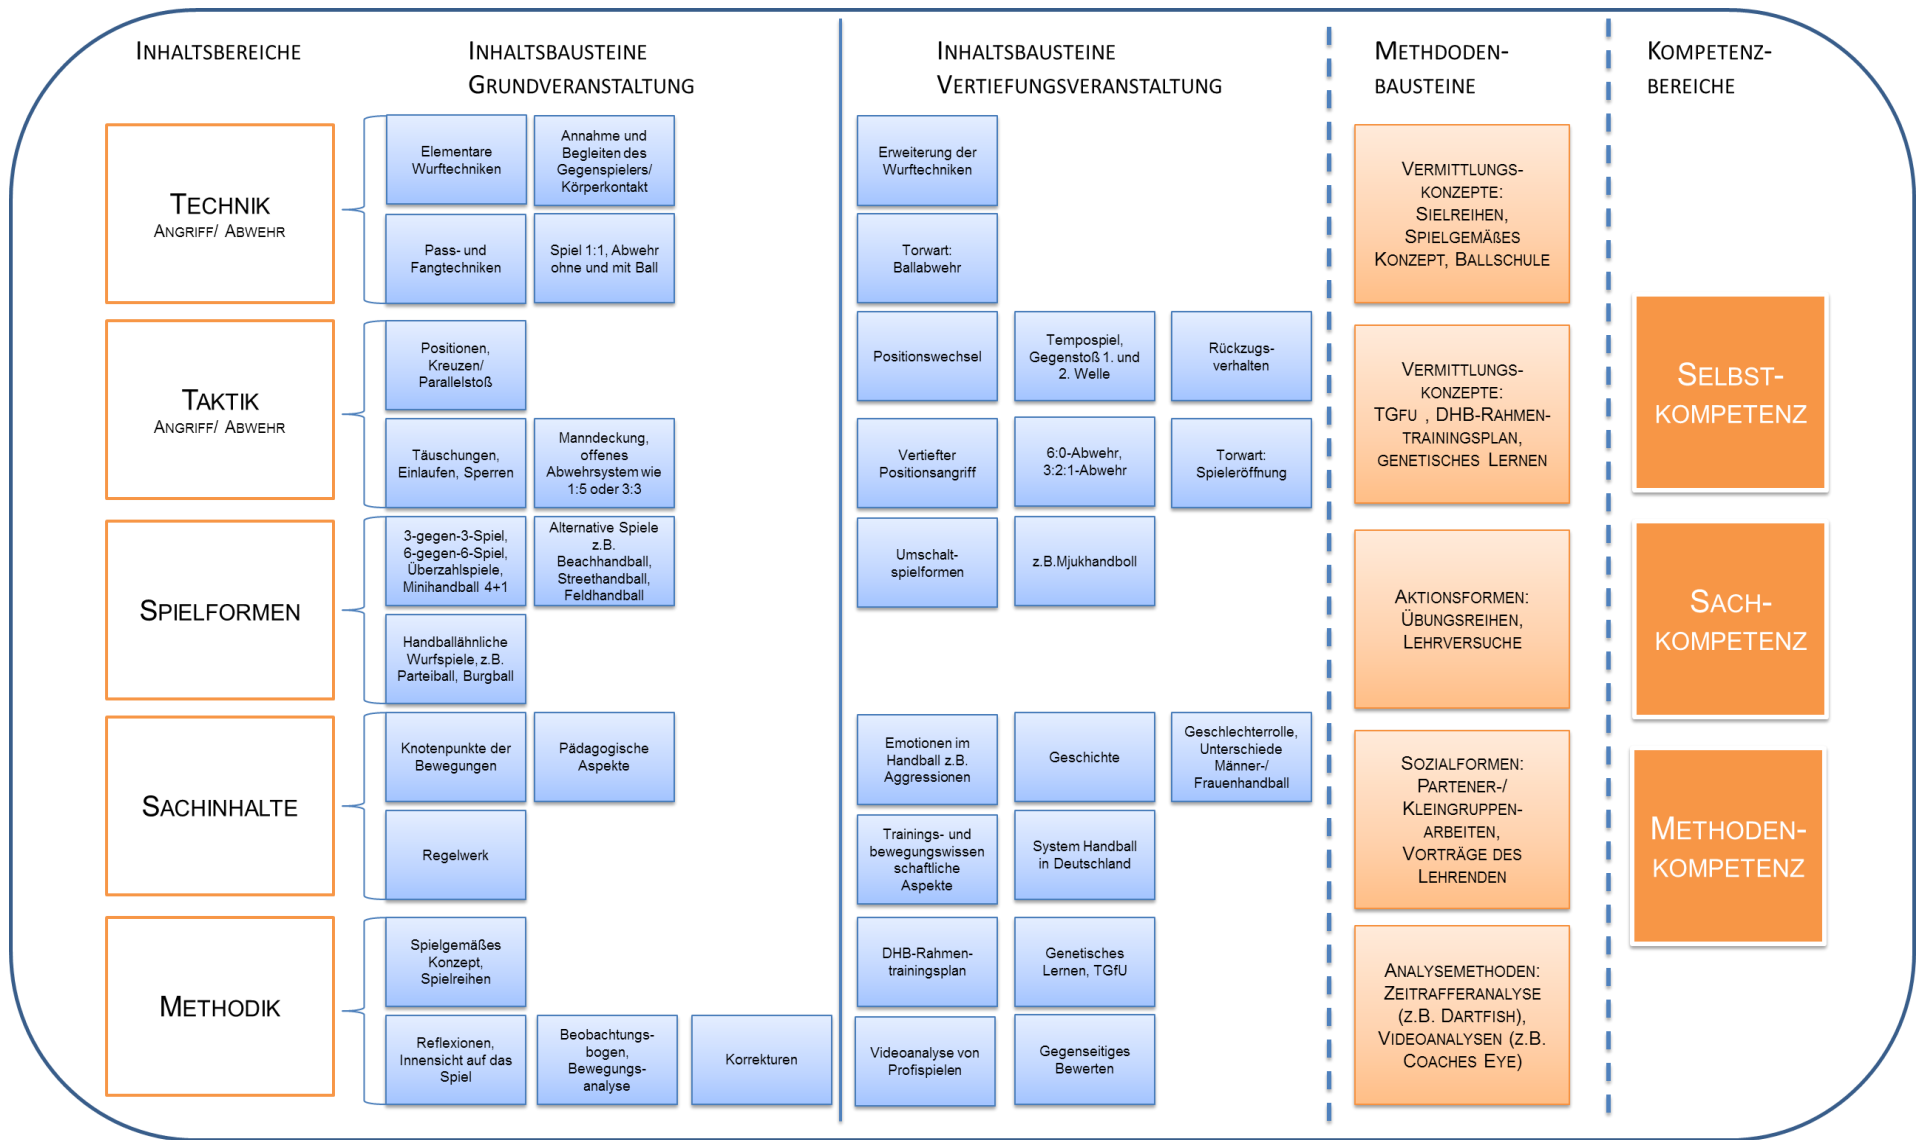 INHALTSBEREICHE
INHALTSBAUSTEINE
GRUNDVERANSTALTUNG
INHALTSBAUSTEINE
VERTIEFUNGSVERANSTALTUNG
METHDODEN-
BAUSTEINE
KOMPETENZ-
BEREICHE
TECHNIK
ANGRIFF/ ABWEHR
Elementare
Wurftechniken
Annahme und
Begleiten des
Gegenspielers/
Körperkontakt
Pass- und
Fangtechniken
Spiel 1:1, Abwehr
ohne und mit Ball
Erweiterung der
Wurftechniken
Torwart:
Ballabwehr
TAKTIK
ANGRIFF/ ABWEHR
Positionen,
Kreuzen/
Parallelstoß
Täuschungen,
Einlaufen, Sperren
Manndeckung,
offenes
Abwehrsystem wie
1:5 oder 3:3
Positionswechsel
Tempospiel,
Gegenstoß 1. und
2. Welle
Rückzugs-
verhalten
Vertiefter
Positionsangriff
6:0-Abwehr,
3:2:1-Abwehr
Torwart:
Spieleröffnung
SPIELFORMEN
3-gegen-3-Spiel,
6-gegen-6-Spiel,
Überzahlspiele,
Minihandball 4+1
Alternative Spiele
z.B.
Beachhandball,
Streethandball,
Feldhandball
Handballähnliche
Wurfspiele, z.B.
Parteiball, Burgball
Umschalt-
spielformen
z.B.Mjukhandboll
SACHINHALTE
Knotenpunkte der
Bewegungen
Pädagogische
Aspekte
Regelwerk
Emotionen im
Handball z.B.
Aggressionen
Geschichte
Geschlechterrolle,
Unterschiede
Männer-/
Frauenhandball
Trainings- und
bewegungswissen
schaftliche
Aspekte
System Handball
in Deutschland
METHODIK
Spielgemäßes
Konzept,
Spielreihen
Reflexionen,
Innensicht auf das
Spiel
Beobachtungs-
bogen,
Bewegungs-
analyse
Korrekturen
DHB-Rahmen-
trainingsplan
Genetisches
Lernen, TGfU
Videoanalyse von
Profispielen
Gegenseitiges
Bewerten
VERMITTLUNGS-
KONZEPTE:
SIELREIHEN,
SPIELGEMÄßES
KONZEPT, BALLSCHULE
VERMITTLUNGS-
KONZEPTE:
TGFU , DHB-RAHMEN-
TRAININGSPLAN,
GENETISCHES LERNEN
AKTIONSFORMEN:
ÜBUNGSREIHEN,
LEHRVERSUCHE
SOZIALFORMEN:
PARTENER-/
KLEINGRUPPEN-
ARBEITEN,
VORTRÄGE DES
LEHRENDEN
ANALYSEMETHODEN:
ZEITRAFFERANALYSE
(Z.B. DARTFISH),
VIDEOANALYSEN (Z.B.
COACHES EYE)
SELBST-
KOMPETENZ
SACH-
KOMPETENZ
METHODEN-
KOMPETENZ